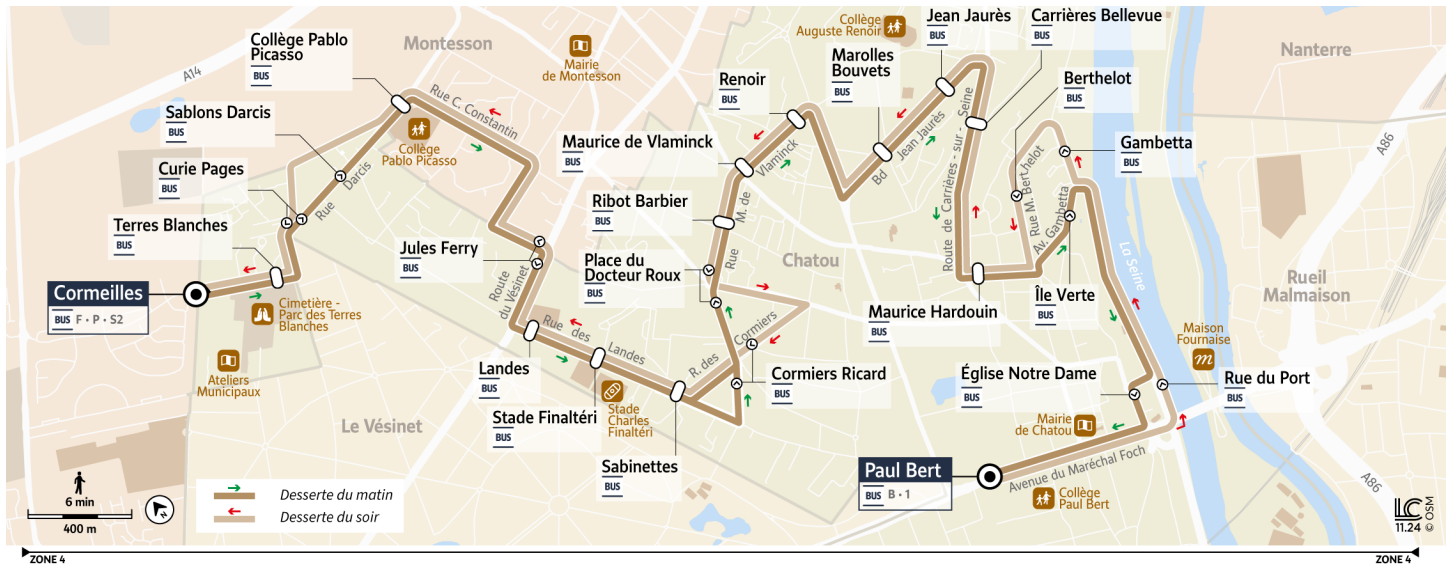 Collège Pablo
Picasso
BUS
Montesson
Mairie
de Montesson
A14
Sablons Darcis
BUS
Curie Pages
BUS
Terres Blanches
BUS
Cormeilles
BUS F • P • S2
Rue C. Constantin
Collège
Pablo Picasso
Rue Darcis
Cimetière -
Parc des Terres
Blanches
Ateliers
Municipaux
Jules Ferry
BUS
Route
du Vésinet
Le Vésinet
Landes
BUS
Rue des Landes
Stade Finaltéri
BUS
Stade
Charles
Finaltéri
Sabinettes
BUS
Cormiers Ricard
BUS
R. des Cormiers
Place du
Docteur Roux
BUS
Ribot Barbier
BUS
Maurice de Vlaminck
BUS
Rue M. de Vlaminck
Renoir
BUS
Collège
Auguste Renoir
Marolles
Bouvets
BUS
Jean Jaurès
BUS
Bd Jean Jaurès
Carrières Bellevue
BUS
Route de Carrières - sur - Seine
Chatou
Maurice Hardouin
BUS
Berthelot
BUS
Rue M. Berthelot
Gambetta
BUS
Av. Gambetta
Île Verte
BUS
La Seine
Nanterre
A86
Rueil
Malmaison
Maison
Fournaise
Rue du Port
BUS
Église Notre Dame
BUS
Mairie
de Chatou
Paul Bert
BUS B • 1
Avenue du Maréchal Foch
Collège
Paul Bert
A86
6 min
400 m
N
Desserte du matin
Desserte du soir
LC
11.24
© OSM
ZONE 4
ZONE 4